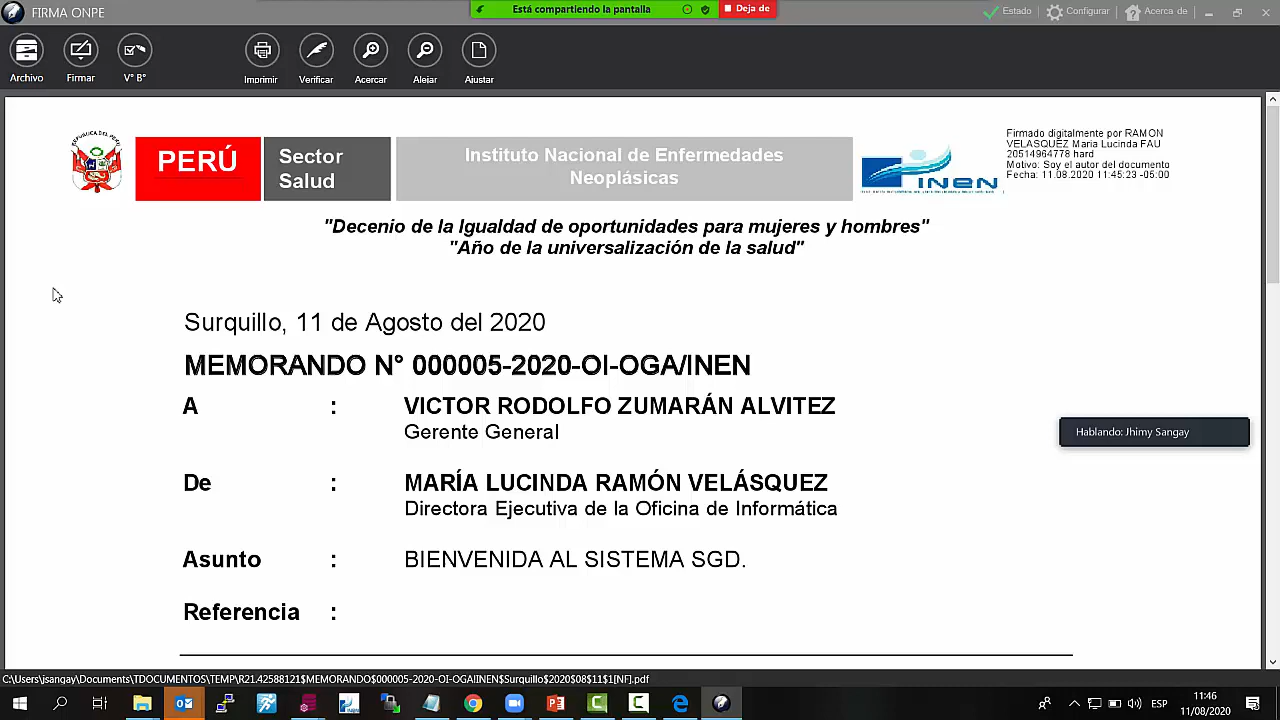 FIRMA ONPE
Está compartiendo la pantalla
Deja de
Estado
Configurar
Acerca de
Archivo
Firmar
V° B°
Imprimir
Verificar
Acercar
Alejar
Ajustar
REPUBLICA DEL PERU
PERÚ
Sector
Salud
Instituto Nacional de Enfermedades
Neoplásicas
INEN
Firmado digitalmente por RAMON
VELASQUEZ Maria Lucinda FAU
20514964778 hard
Motivo: Soy el autor del documento
Fecha: 11.08.2020 11:45:23 -05:00
"Decenio de la Igualdad de oportunidades para mujeres y hombres"
"Año de la universalización de la salud"
Surquillo, 11 de Agosto del 2020
MEMORANDO N° 000005-2020-OI-OGA/INEN
A : VICTOR RODOLFO ZUMARÁN ALVITEZ
Gerente General
Hablando: Jhimy Sangay
De : MARÍA LUCINDA RAMÓN VELÁSQUEZ
Directora Ejecutiva de la Oficina de Informática
Asunto : BIENVENIDA AL SISTEMA SGD.
Referencia :
C:\Users\jsangay\Documents\TDOCUMENTOS\TEMP\R21.42588121$MEMORANDO$000005-2020-OI-OGA!INEN$Surquillo$2020$08$11$1[NF].pdf
ESP
11:46
11/08/2020